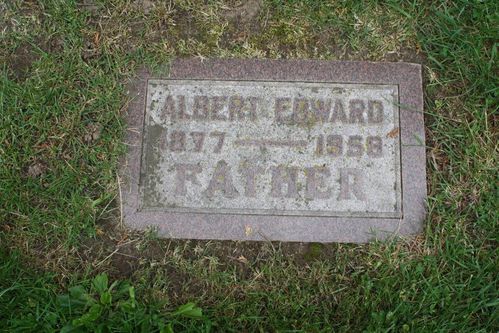 ALBERT EDWARD
1877 — 1958
FATHER